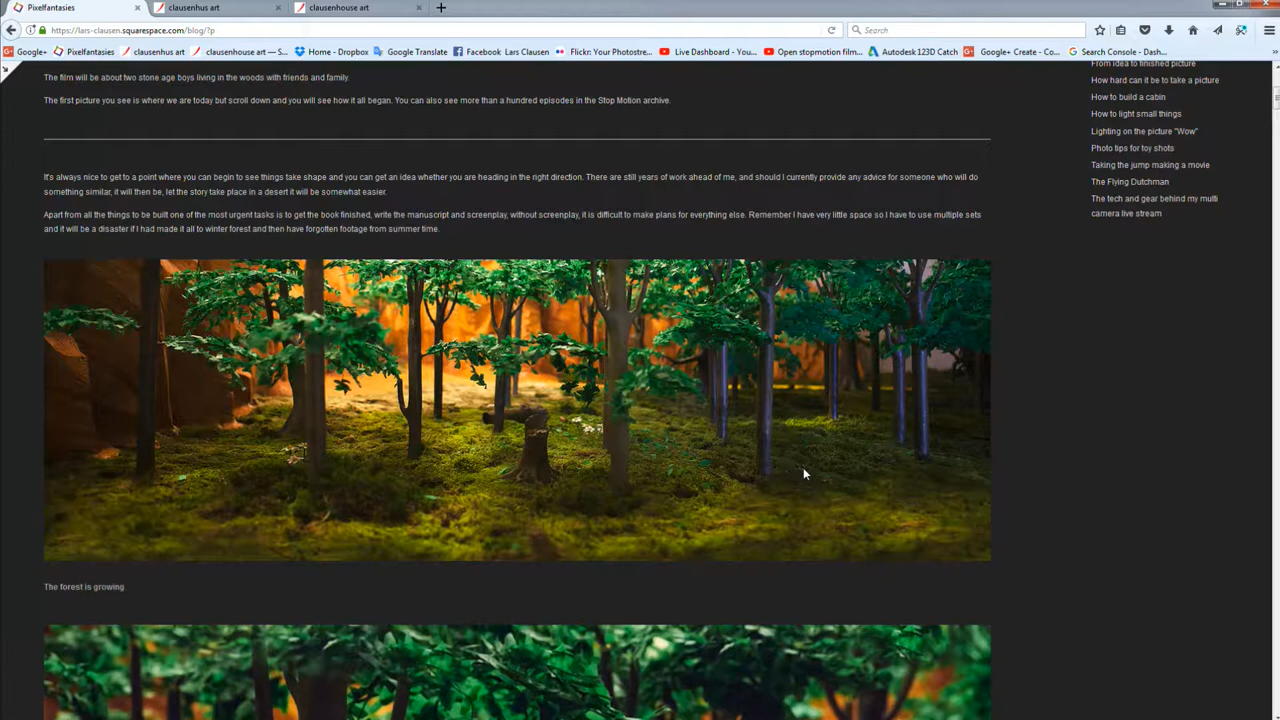 Pixelfantasies
clausenhus art
clausenhouse art
https://lars-clausen.squarespace.com/blog/?p
Search
Google+
Pixelfantasies
clausenhus art
clausenhouse art — S...
Home - Dropbox
Google Translate
Facebook Lars Clausen
Flickr: Your Photostre...
Live Dashboard - You...
Open stopmotion film...
Autodesk 123D Catch
Google+ Create - Co...
Search Console - Dash...
The film will be about two stone age boys living in the woods with friends and family.
The first picture you see is where we are today but scroll down and you will see how it all began. You can also see more than a hundred episodes in the Stop Motion archive.
It's always nice to get to a point where you can begin to see things take shape and you can get an idea whether you are heading in the right direction. There are still years of work ahead of me, and should I currently provide any advice for someone who will do
something similar, it will then be, let the story take place in a desert it will be somewhat easier.
Apart from all the things to be built one of the most urgent tasks is to get the book finished, write the manuscript and screenplay, without screenplay, it is difficult to make plans for everything else. Remember I have very little space so I have to use multiple sets
and it will be a disaster if I had made it all to winter forest and then have forgotten footage from summer time.
The forest is growing
From idea to finished picture
How hard can it be to take a picture
How to build a cabin
How to light small things
Lighting on the picture "Wow"
Photo tips for toy shots
Taking the jump making a movie
The Flying Dutchman
The tech and gear behind my multi
camera live stream